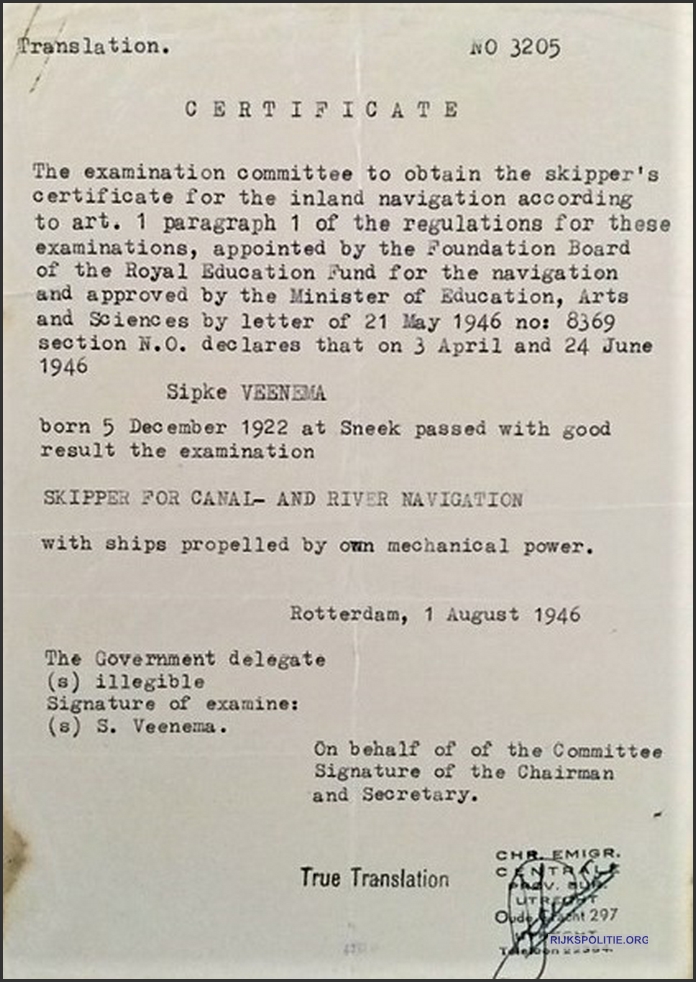 Translation. NO 3205
CERTIFICATE
The examination committee to obtain the skipper's
certificate for the inland navigation according
to art. 1 paragraph 1 of the regulations for these
examinations, appointed by the Foundation Board
of the Royal Education Fund for the navigation
and approved by the Minister of Education, Arts
and Sciences by letter of 21 May 1946 no: 8369
section N.O. declares that on 3 April and 24 June
1946
Sipke VEENEMA
born 5 December 1922 at Sneek passed with good
result the examination
SKIPPER FOR CANAL- AND RIVER NAVIGATION
with ships propelled by own mechanical power.
Rotterdam, 1 August 1946
The Government delegate
(s) illegible
Signature of examine:
(s) S. Veenema.
On behalf of of the Committee
Signature of the Chairman
and Secretary.
True Translation
CHR. EMIGR.
CENTRALE
PROV. BUR.
UTRECHT
Oude Gracht 297
UTRECHT
RIJKSPOLITIE.ORG
Telefoon